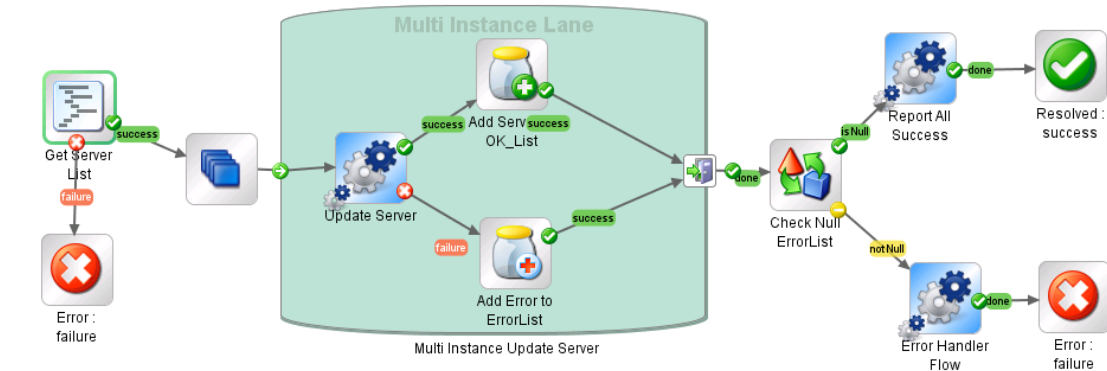 Multi Instance Lane
success
Get Server
List
failure
Error :
failure
success
Add Serv
success
OK_List
Update Server
failure
success
Add Error to
ErrorList
Multi Instance Update Server
done
Check Null
ErrorList
isNull
Report All
Success
done
Resolved :
success
notNull
Error Handler
Flow
done
Error :
failure